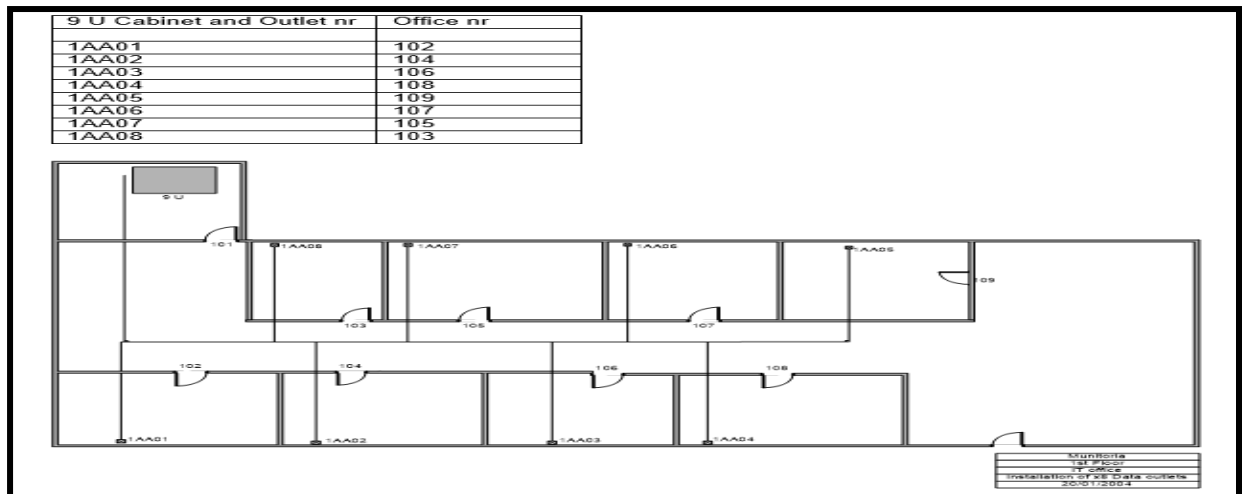 9 U Cabinet and Outlet nr Office nr
1AA01 102
1AA02 104
1AA03 106
1AA04 108
1AA05 109
1AA06 107
1AA07 105
1AA08 103
9 U
101
1AA08
1AA07
1AA06
1AA05
109
103
105
107
102
104
106
108
1AA01
1AA02
1AA03
1AA04
Munitoria
1st Floor
IT office
Installation of x8 Data outlets
20/01/2004